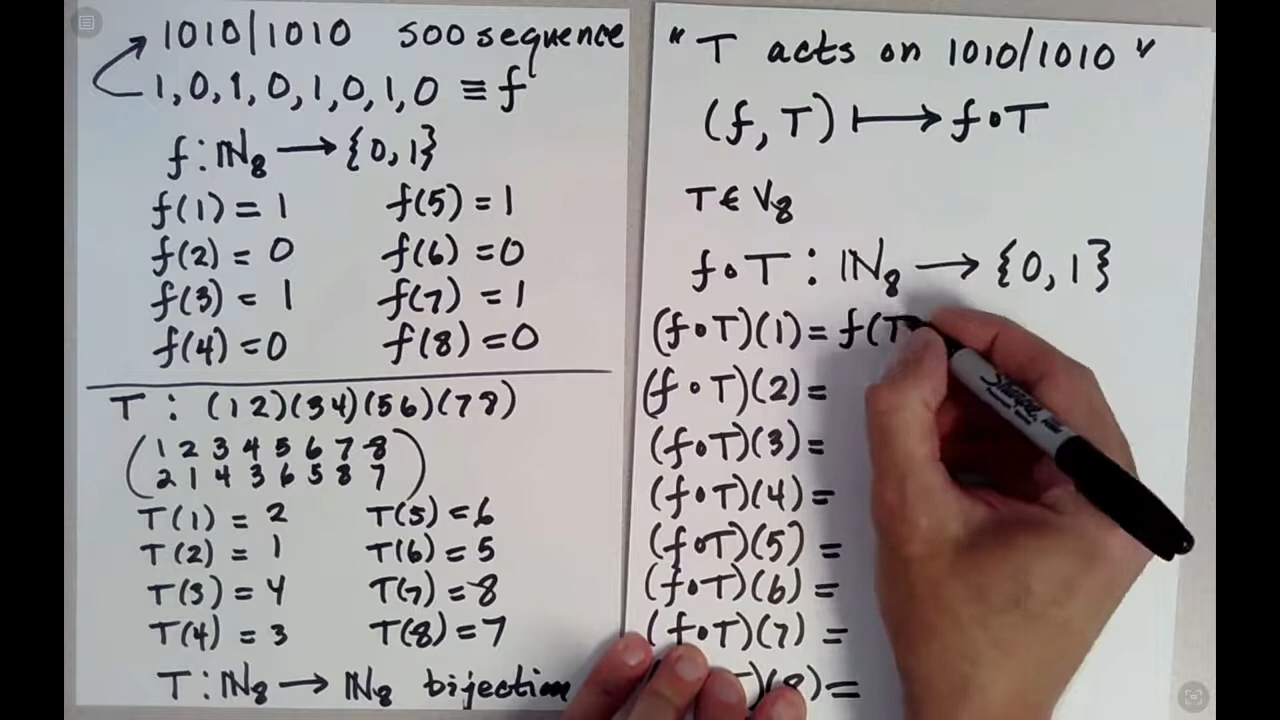 1010/1010 500 sequence
1,0,1,0,1,0,1,0 ≡ f
f : ℕ8 → {0,1}
f(1) = 1 f(5) = 1
f(2) = 0 f(6) = 0
f(3) = 1 f(7) = 1
f(4) = 0 f(8) = 0
T : (1 2)(3 4)(5 6)(7 8)
1 2 3 4 5 6 7 8
2 1 4 3 6 5 8 7
T(1) = 2 T(5) = 6
T(2) = 1 T(6) = 5
T(3) = 4 T(7) = 8
T(4) = 3 T(8) = 7
T : ℕ8 → ℕ8 bijection
"T acts on 1010/1010"
(f, T) ↦ f∘T
T ∈ V8
f∘T : ℕ8 → {0,1}
(f∘T)(1) = f(T
(f∘T)(2) =
(f∘T)(3) =
(f∘T)(4) =
(f∘T)(5) =
(f∘T)(6) =
(f∘T)(7) =
T)(8) =
Sharpie